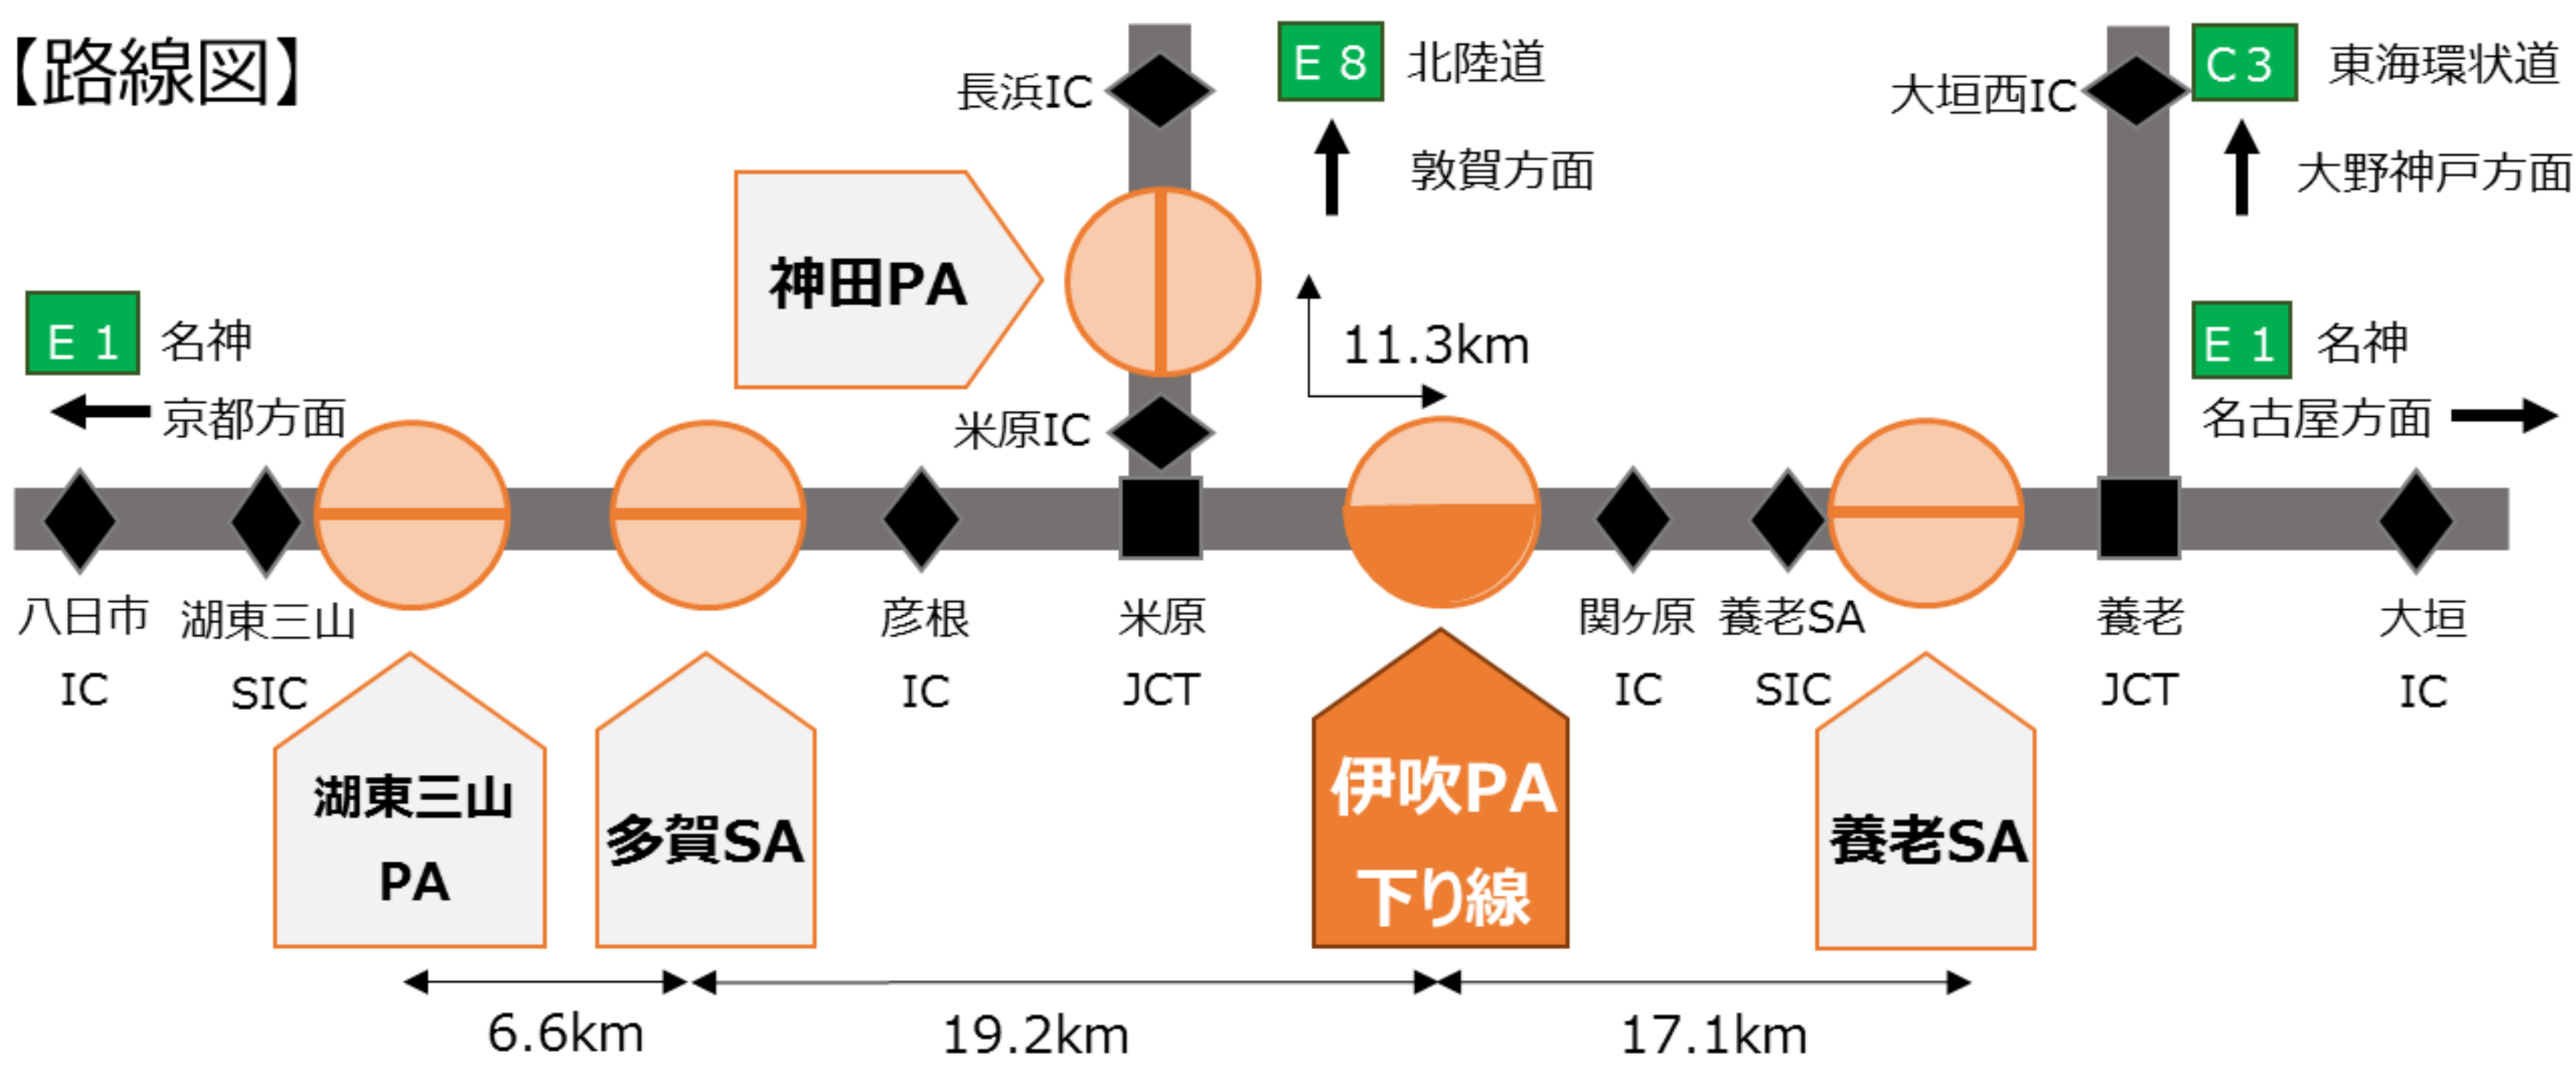 【路線図】
長浜IC
E 8 北陸道
敦賀方面
大垣西IC
C 3 東海環状道
大野神戸方面
神田PA
E 1 名神
京都方面
11.3km
米原IC
E 1 名神
名古屋方面
八日市
IC
湖東三山
SIC
彦根
IC
米原
JCT
関ヶ原
IC
養老SA
SIC
養老
JCT
大垣
IC
湖東三山
PA
多賀SA
伊吹PA
下り線
養老SA
6.6km
19.2km
17.1km